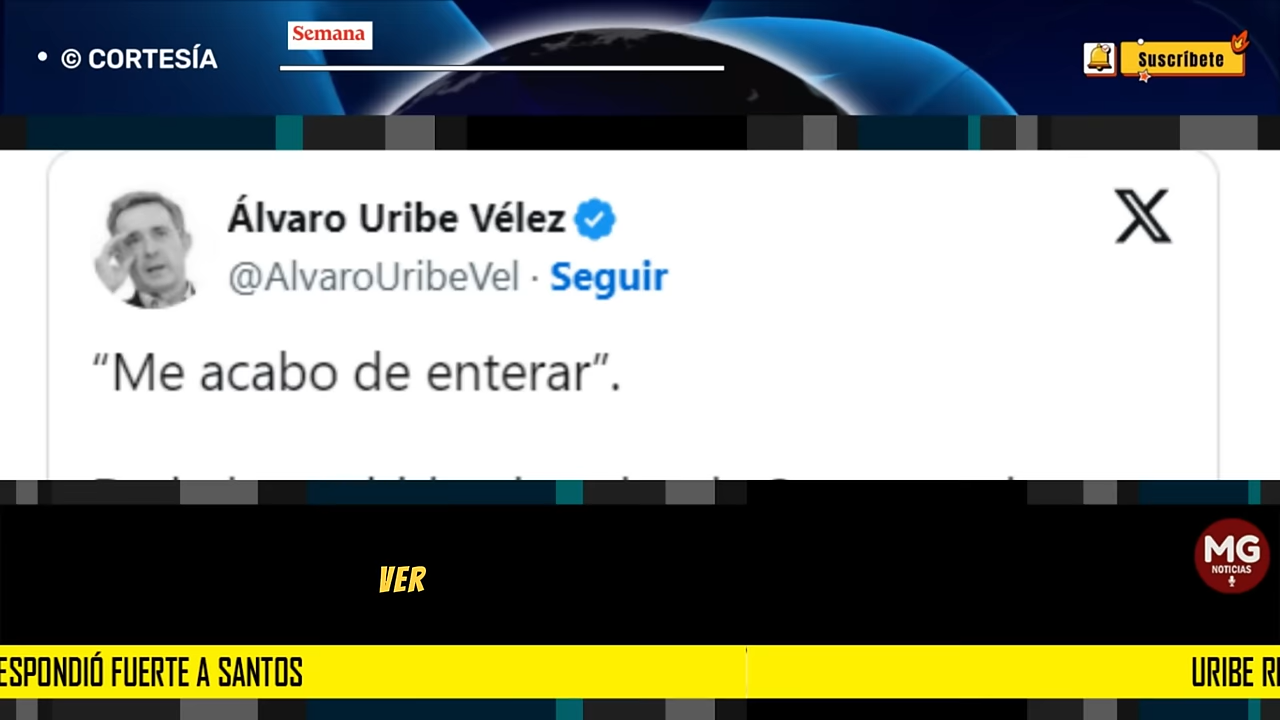 Semana
• © CORTESÍA
Suscríbete
Álvaro Uribe Vélez
@AlvaroUribeVel · Seguir
“Me acabo de enterar”.
MG
NOTICIAS
VER
ESPONDIÓ FUERTE A SANTOS
URIBE RE